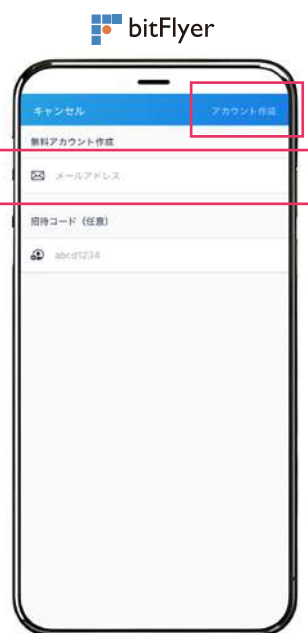 bitFlyer
キャンセル アカウント作成
無料アカウント作成
メールアドレス
招待コード（任意）
abcd1234